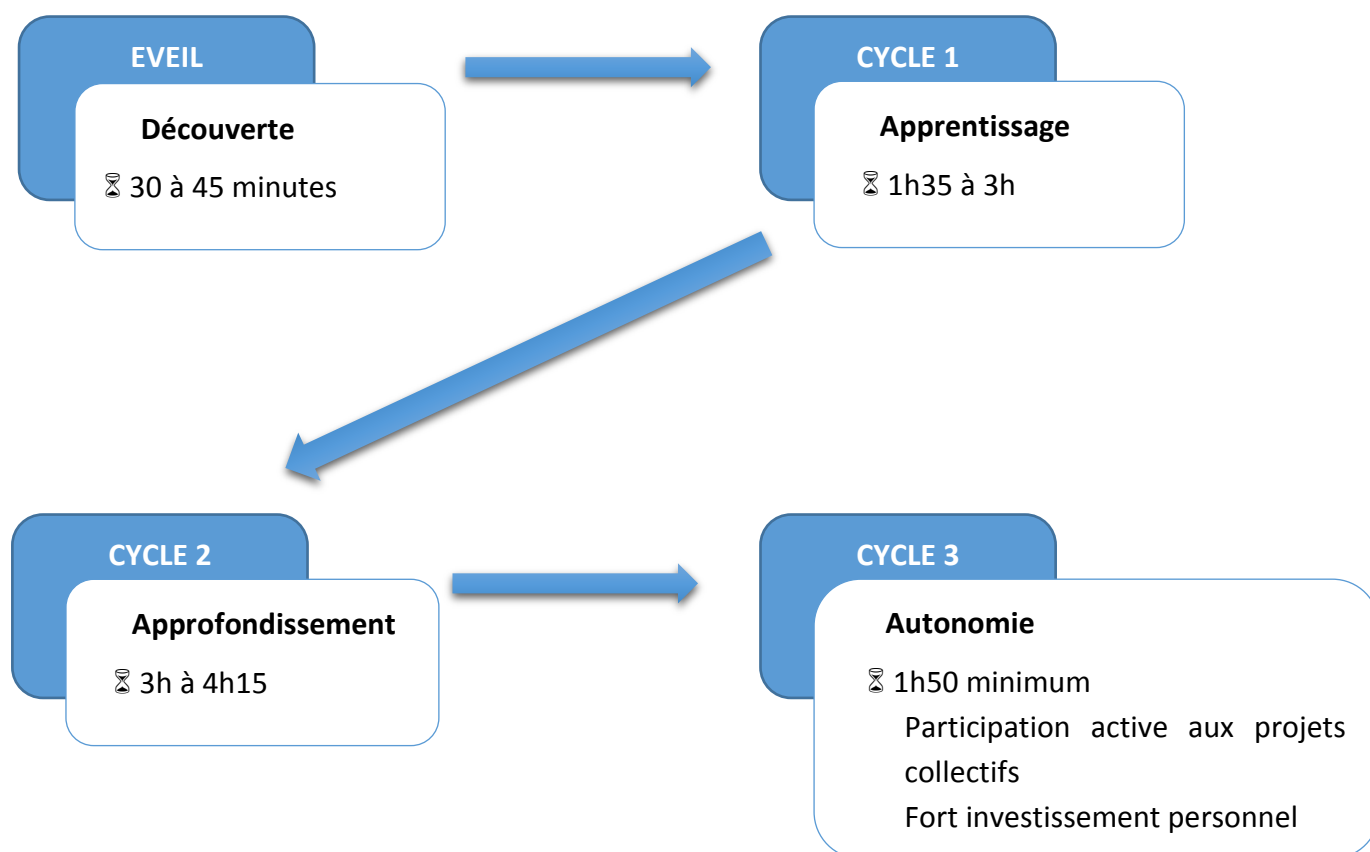 EVEIL
Découverte
⌛ 30 à 45 minutes
CYCLE 1
Apprentissage
⌛ 1h35 à 3h
CYCLE 2
Approfondissement
⌛ 3h à 4h15
CYCLE 3
Autonomie
⌛ 1h50 minimum
Participation active aux projets
collectifs
Fort investissement personnel